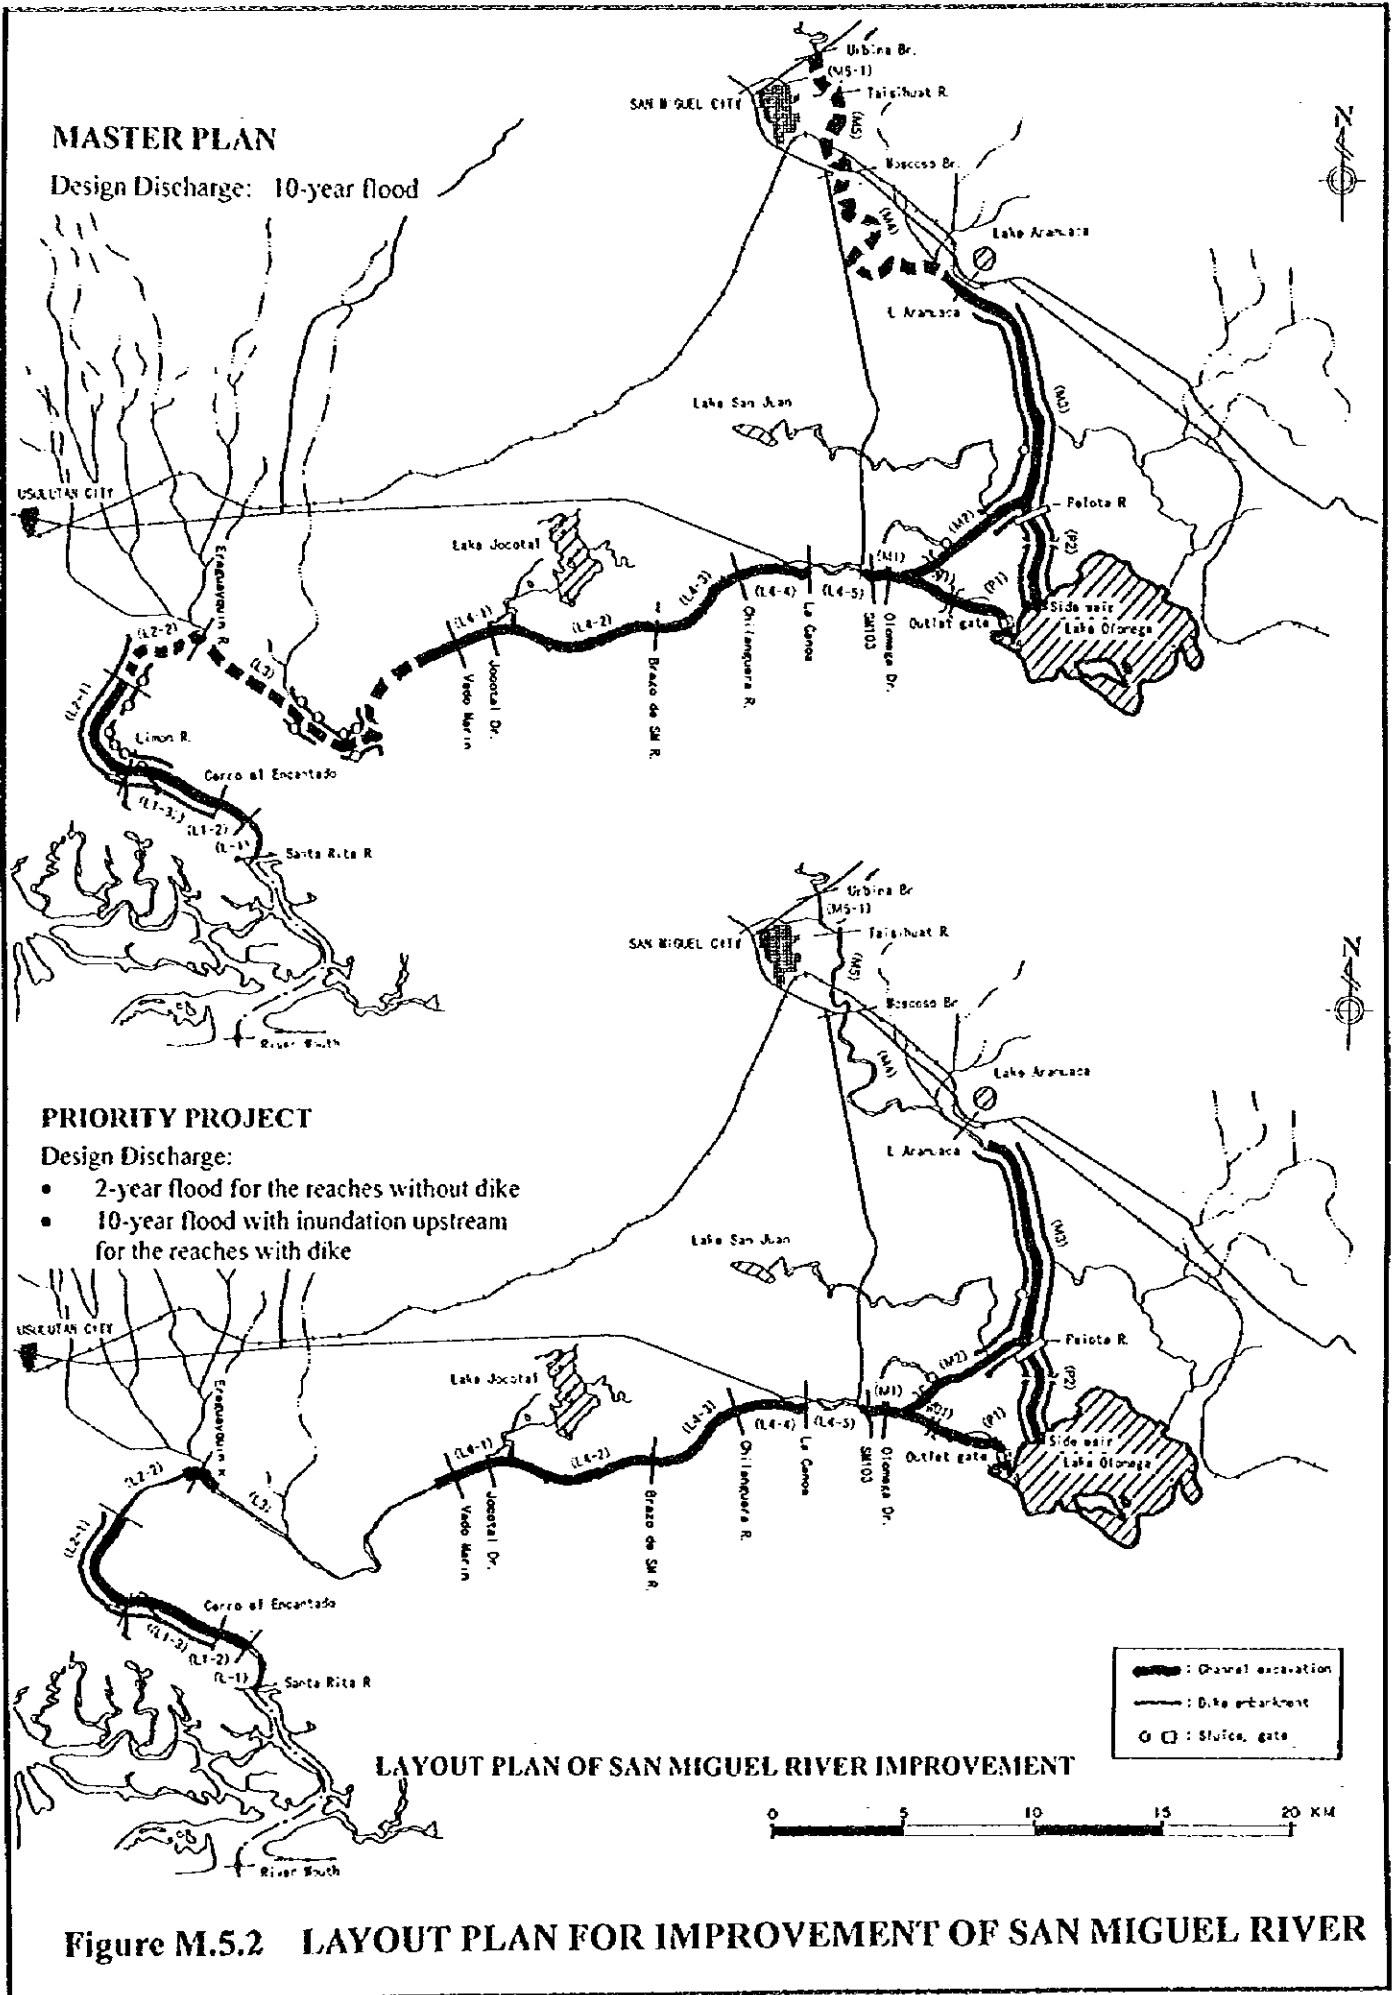 MASTER PLAN
Design Discharge: 10-year flood
Urbina Br.
(M5-1)
Taisihuat R.
SAN MIGUEL CITY
(M5)
Moscoso Br.
N
(M4)
Lake Aramuaca
L. Aramuaca
(M3)
Lake San Juan
USULUTAN CITY
Pelota R.
(M2)
(P2)
Lake Jocotal
(M1)
(P1)
(L4-3)
(L4-4)
(L4-5)
Side weir
Outlet gate
Lake Olomega
(L4-1)
(L4-2)
(L2-2)
(L3)
Chilanguera R.
La Canoa
SM103
Olomega Dr.
(L2-1)
Vado Marin
Jocotal Dr.
Brazo de SM R.
Limon R.
Cerro el Encantado
(L1-3)
(L1-2)
(L-1)
Santa Rita R.
River Mouth
Urbina Br.
(M5-1)
Taisihuat R.
SAN MIGUEL CITY
(M5)
Moscoso Br.
N
(M4)
Lake Aramuaca
PRIORITY PROJECT
Design Discharge:
• 2-year flood for the reaches without dike
• 10-year flood with inundation upstream
for the reaches with dike
L. Aramuaca
(M3)
Lake San Juan
USULUTAN CITY
Pelota R.
(M2)
(P2)
Lake Jocotal
(M1)
(P1)
(L4-3)
(L4-4)
(L4-5)
Side weir
Outlet gate
Lake Olomega
(L4-1)
(L4-2)
(L2-2)
(L3)
Chilanguera R.
La Canoa
SM103
Olomega Dr.
(L2-1)
Vado Marin
Jocotal Dr.
Brazo de SM R.
Cerro el Encantado
(L1-3)
(L1-2)
(L-1)
Santa Rita R.
: Channel excavation
: Dike embankment
: Sluice, gate
LAYOUT PLAN OF SAN MIGUEL RIVER IMPROVEMENT
0 5 10 15 20 KM
River Mouth
Figure M.5.2 LAYOUT PLAN FOR IMPROVEMENT OF SAN MIGUEL RIVER